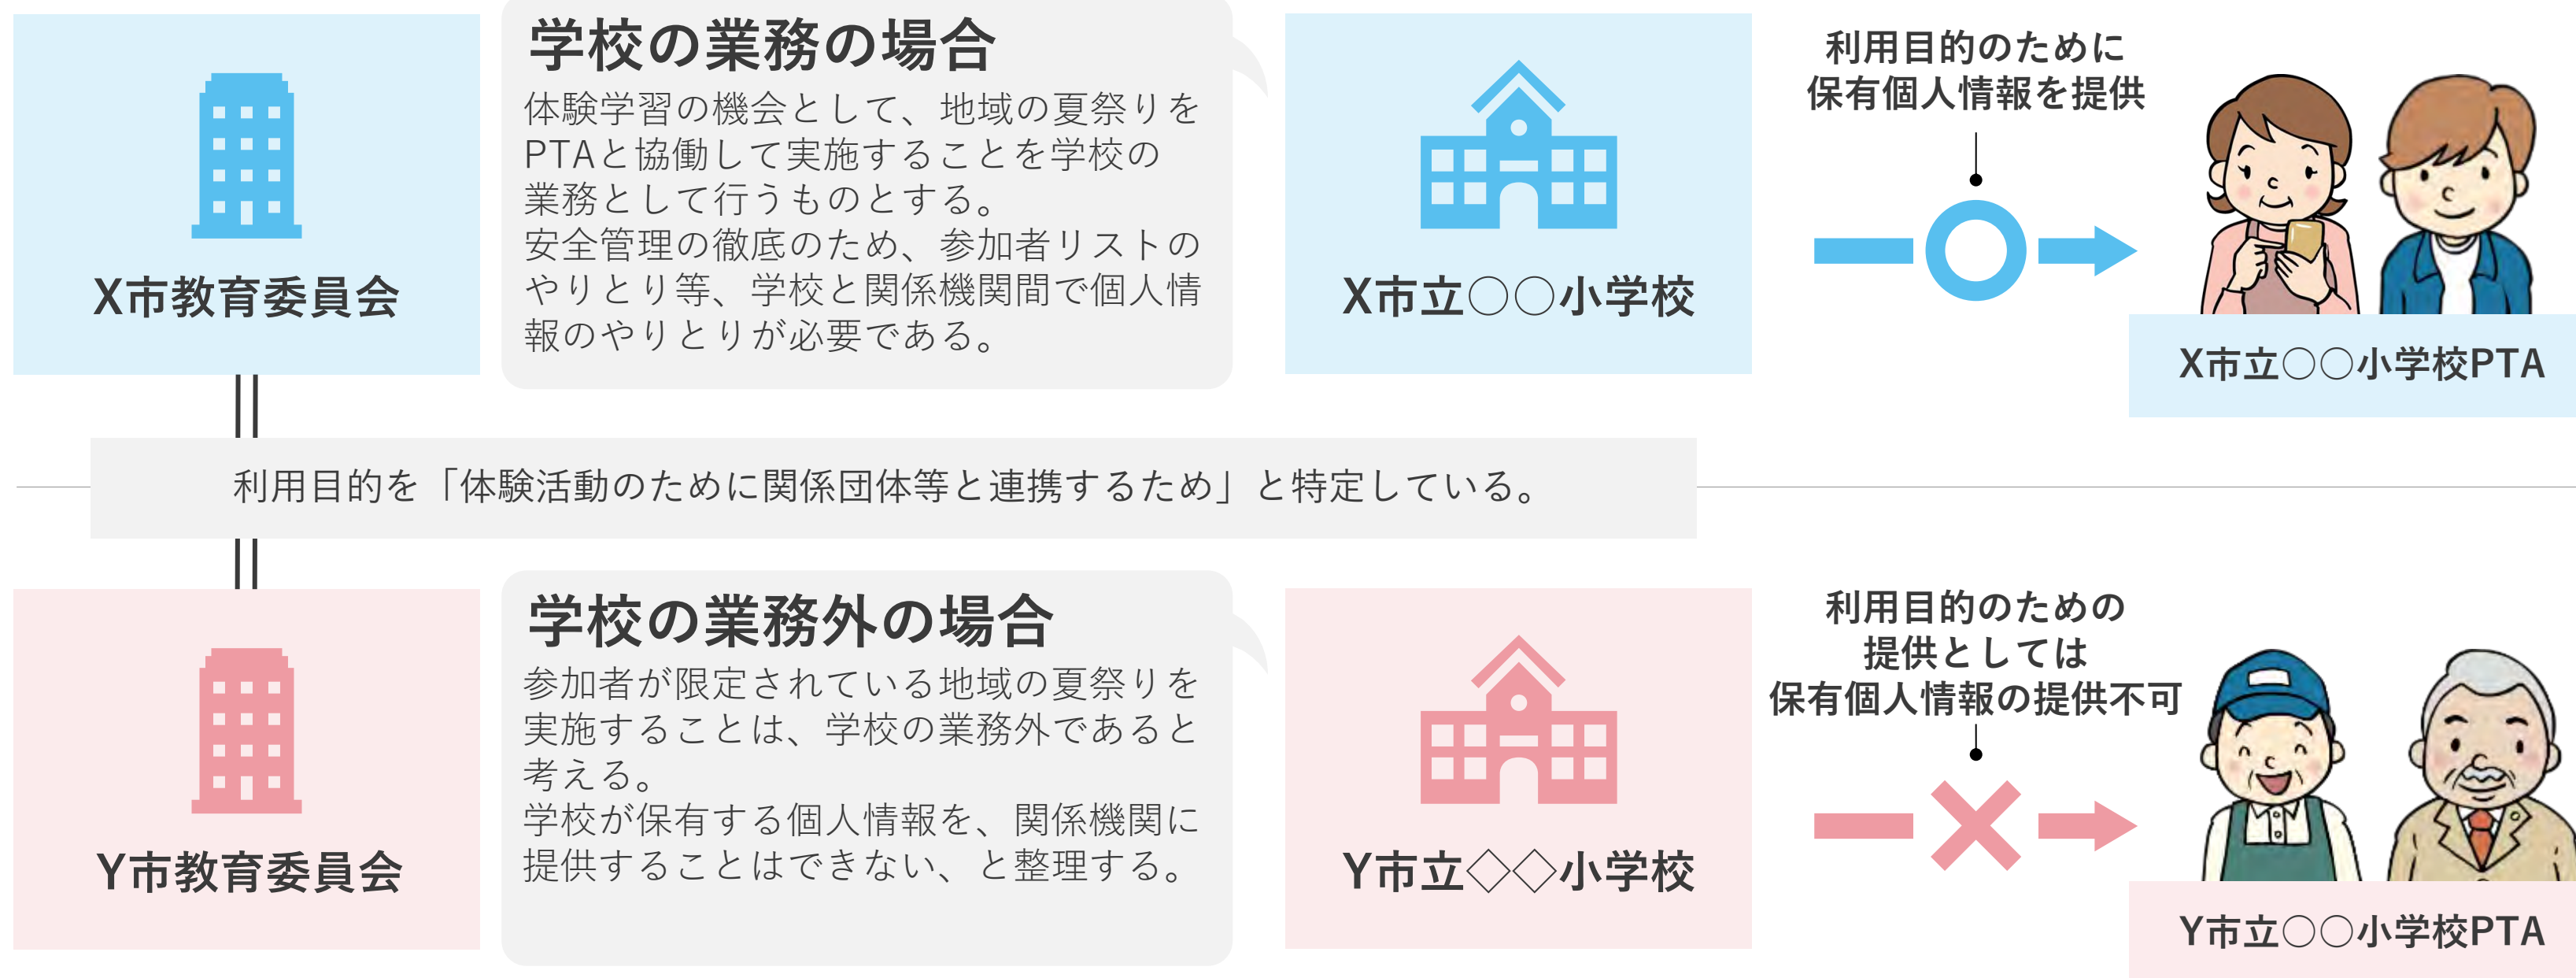 X市教育委員会
学校の業務の場合
体験学習の機会として、地域の夏祭りを
PTAと協働して実施することを学校の
業務として行うものとする。
安全管理の徹底のため、参加者リストの
やりとり等、学校と関係機関間で個人情
報のやりとりが必要である。
X市立○○小学校
利用目的のために
保有個人情報を提供
X市立○○小学校PTA
利用目的を「体験活動のために関係団体等と連携するため」と特定している。
Y市教育委員会
学校の業務外の場合
参加者が限定されている地域の夏祭りを
実施することは、学校の業務外であると
考える。
学校が保有する個人情報を、関係機関に
提供することはできない、と整理する。
Y市立◇◇小学校
利用目的のための
提供としては
保有個人情報の提供不可
Y市立○○小学校PTA